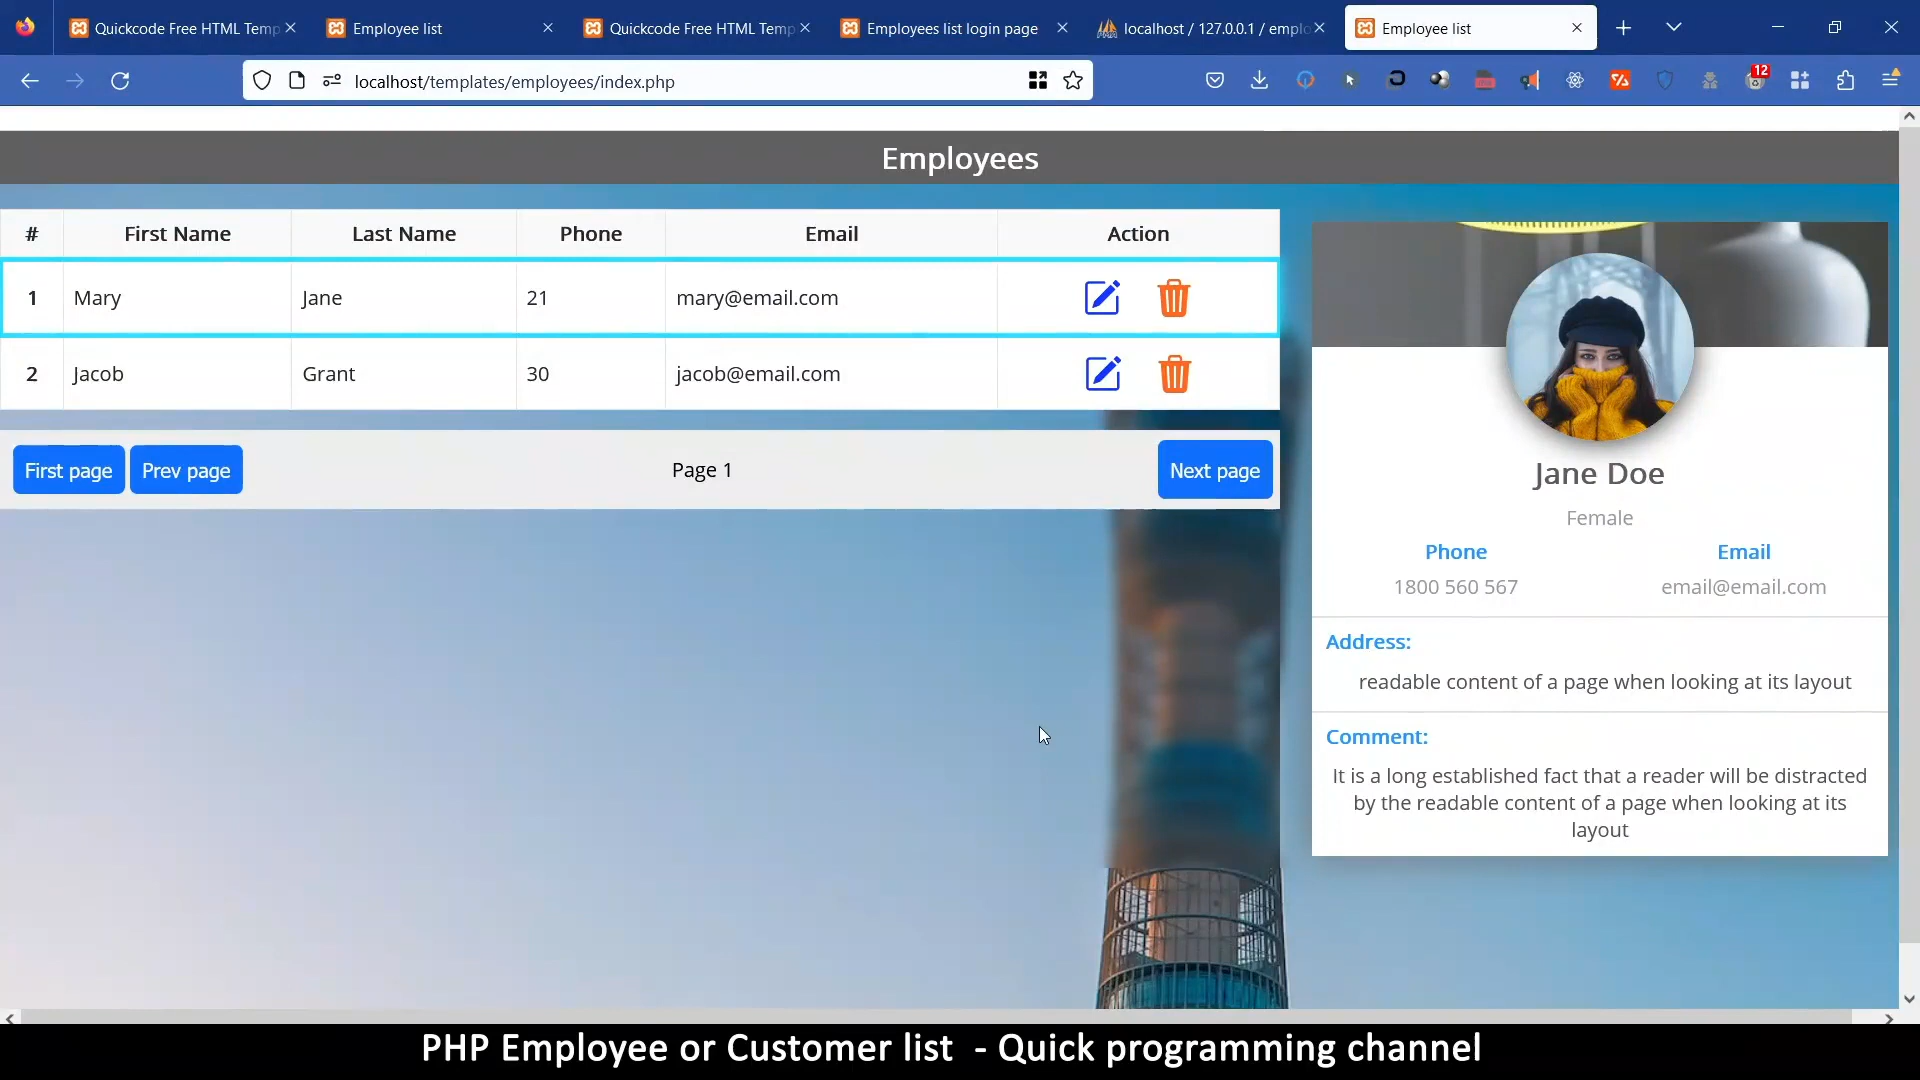 Quickcode Free HTML Temp
Employee list
Quickcode Free HTML Temp
Employees list login page
localhost / 127.0.0.1 / emplo
Employee list
localhost/templates/employees/index.php
12
Employees
# First Name Last Name Phone Email Action
1 Mary Jane 21 mary@email.com
2 Jacob Grant 30 jacob@email.com
First page Prev page Page 1 Next page
Jane Doe
Female
Phone Email
1800 560 567 email@email.com
Address:
readable content of a page when looking at its layout
Comment:
It is a long established fact that a reader will be distracted
by the readable content of a page when looking at its
layout
PHP Employee or Customer list - Quick programming channel